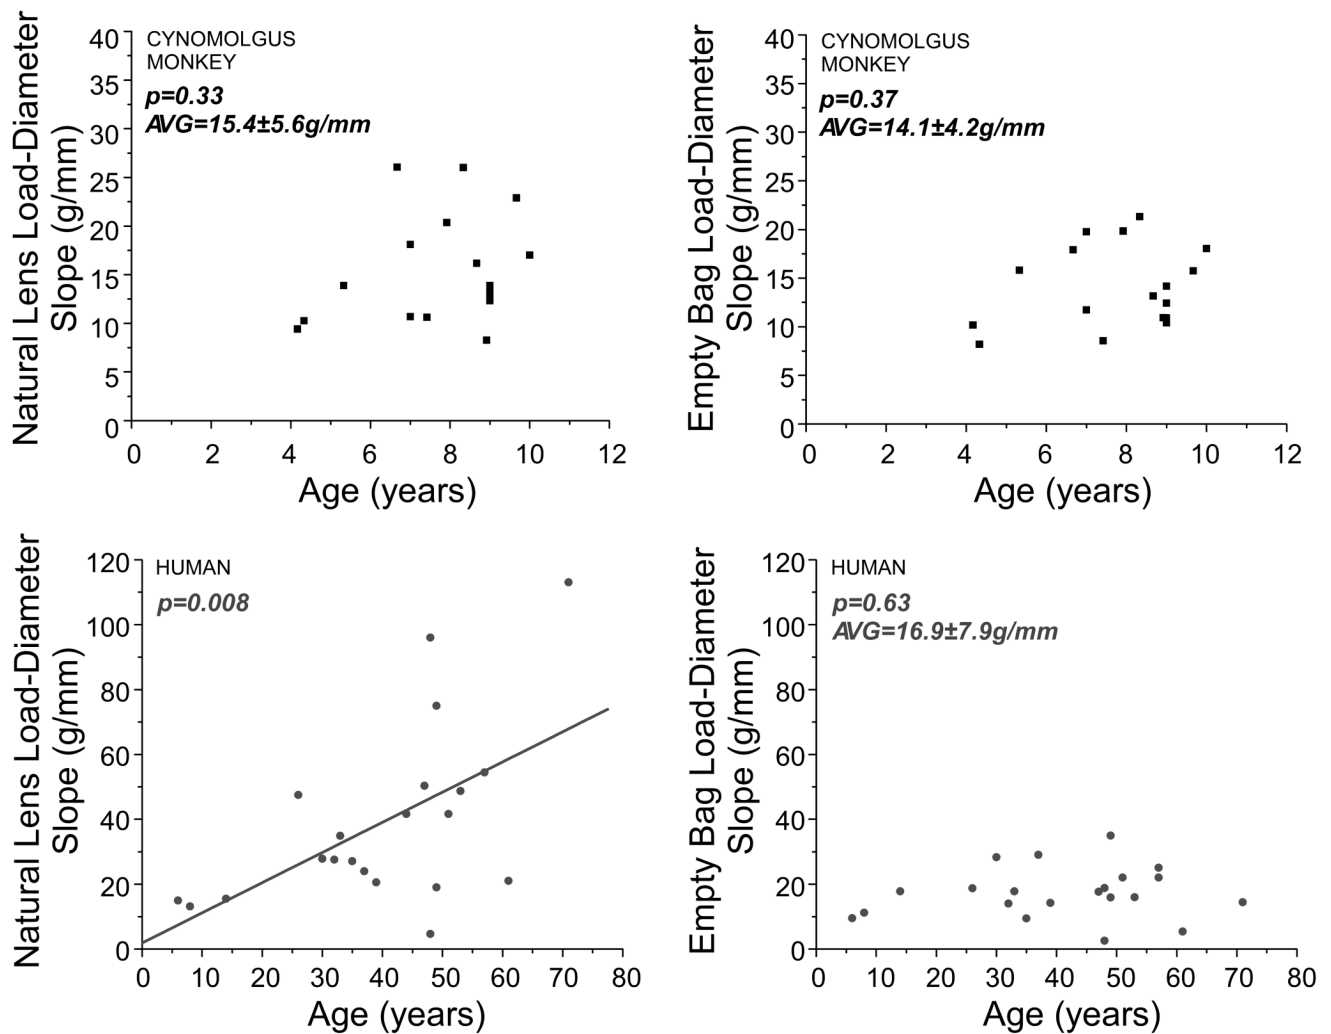 Natural Lens Load-Diameter
Slope (g/mm)
40
35
30
25
20
15
10
5
0
CYNOMOLGUS
MONKEY
p=0.33
AVG=15.4±5.6g/mm
0 2 4 6 8 10 12
Age (years)
Empty Bag Load-Diameter
Slope (g/mm)
40
35
30
25
20
15
10
5
0
CYNOMOLGUS
MONKEY
p=0.37
AVG=14.1±4.2g/mm
0 2 4 6 8 10 12
Age (years)
Natural Lens Load-Diameter
Slope (g/mm)
120
100
80
60
40
20
0
HUMAN
p=0.008
0 10 20 30 40 50 60 70 80
Age (years)
Empty Bag Load-Diameter
Slope (g/mm)
120
100
80
60
40
20
0
HUMAN
p=0.63
AVG=16.9±7.9g/mm
0 10 20 30 40 50 60 70 80
Age (years)